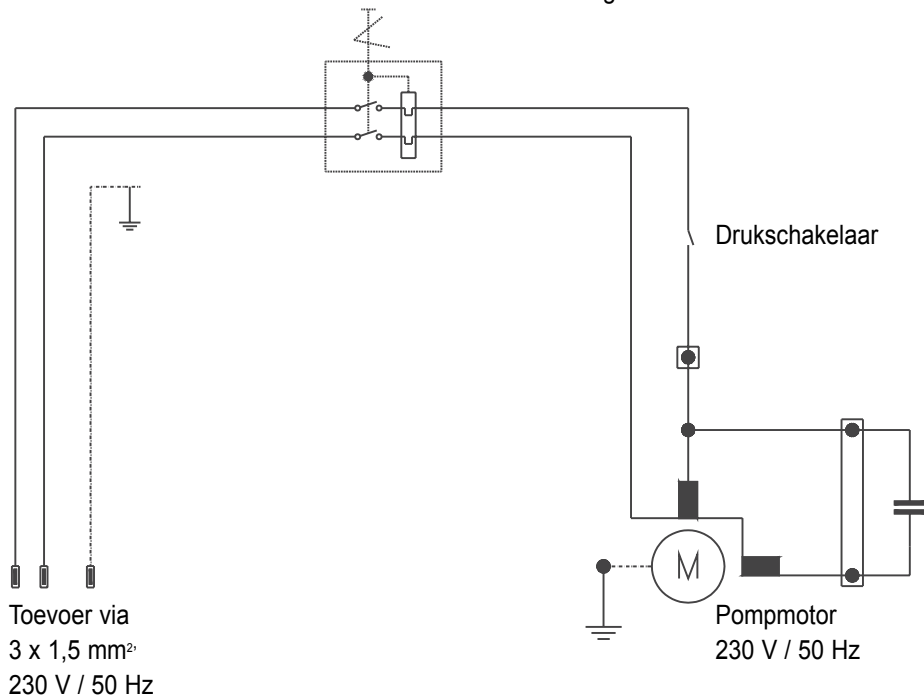 Drukschakelaar
M
Toevoer via
3 x 1,5 mm²,
230 V / 50 Hz
Pompmotor
230 V / 50 Hz